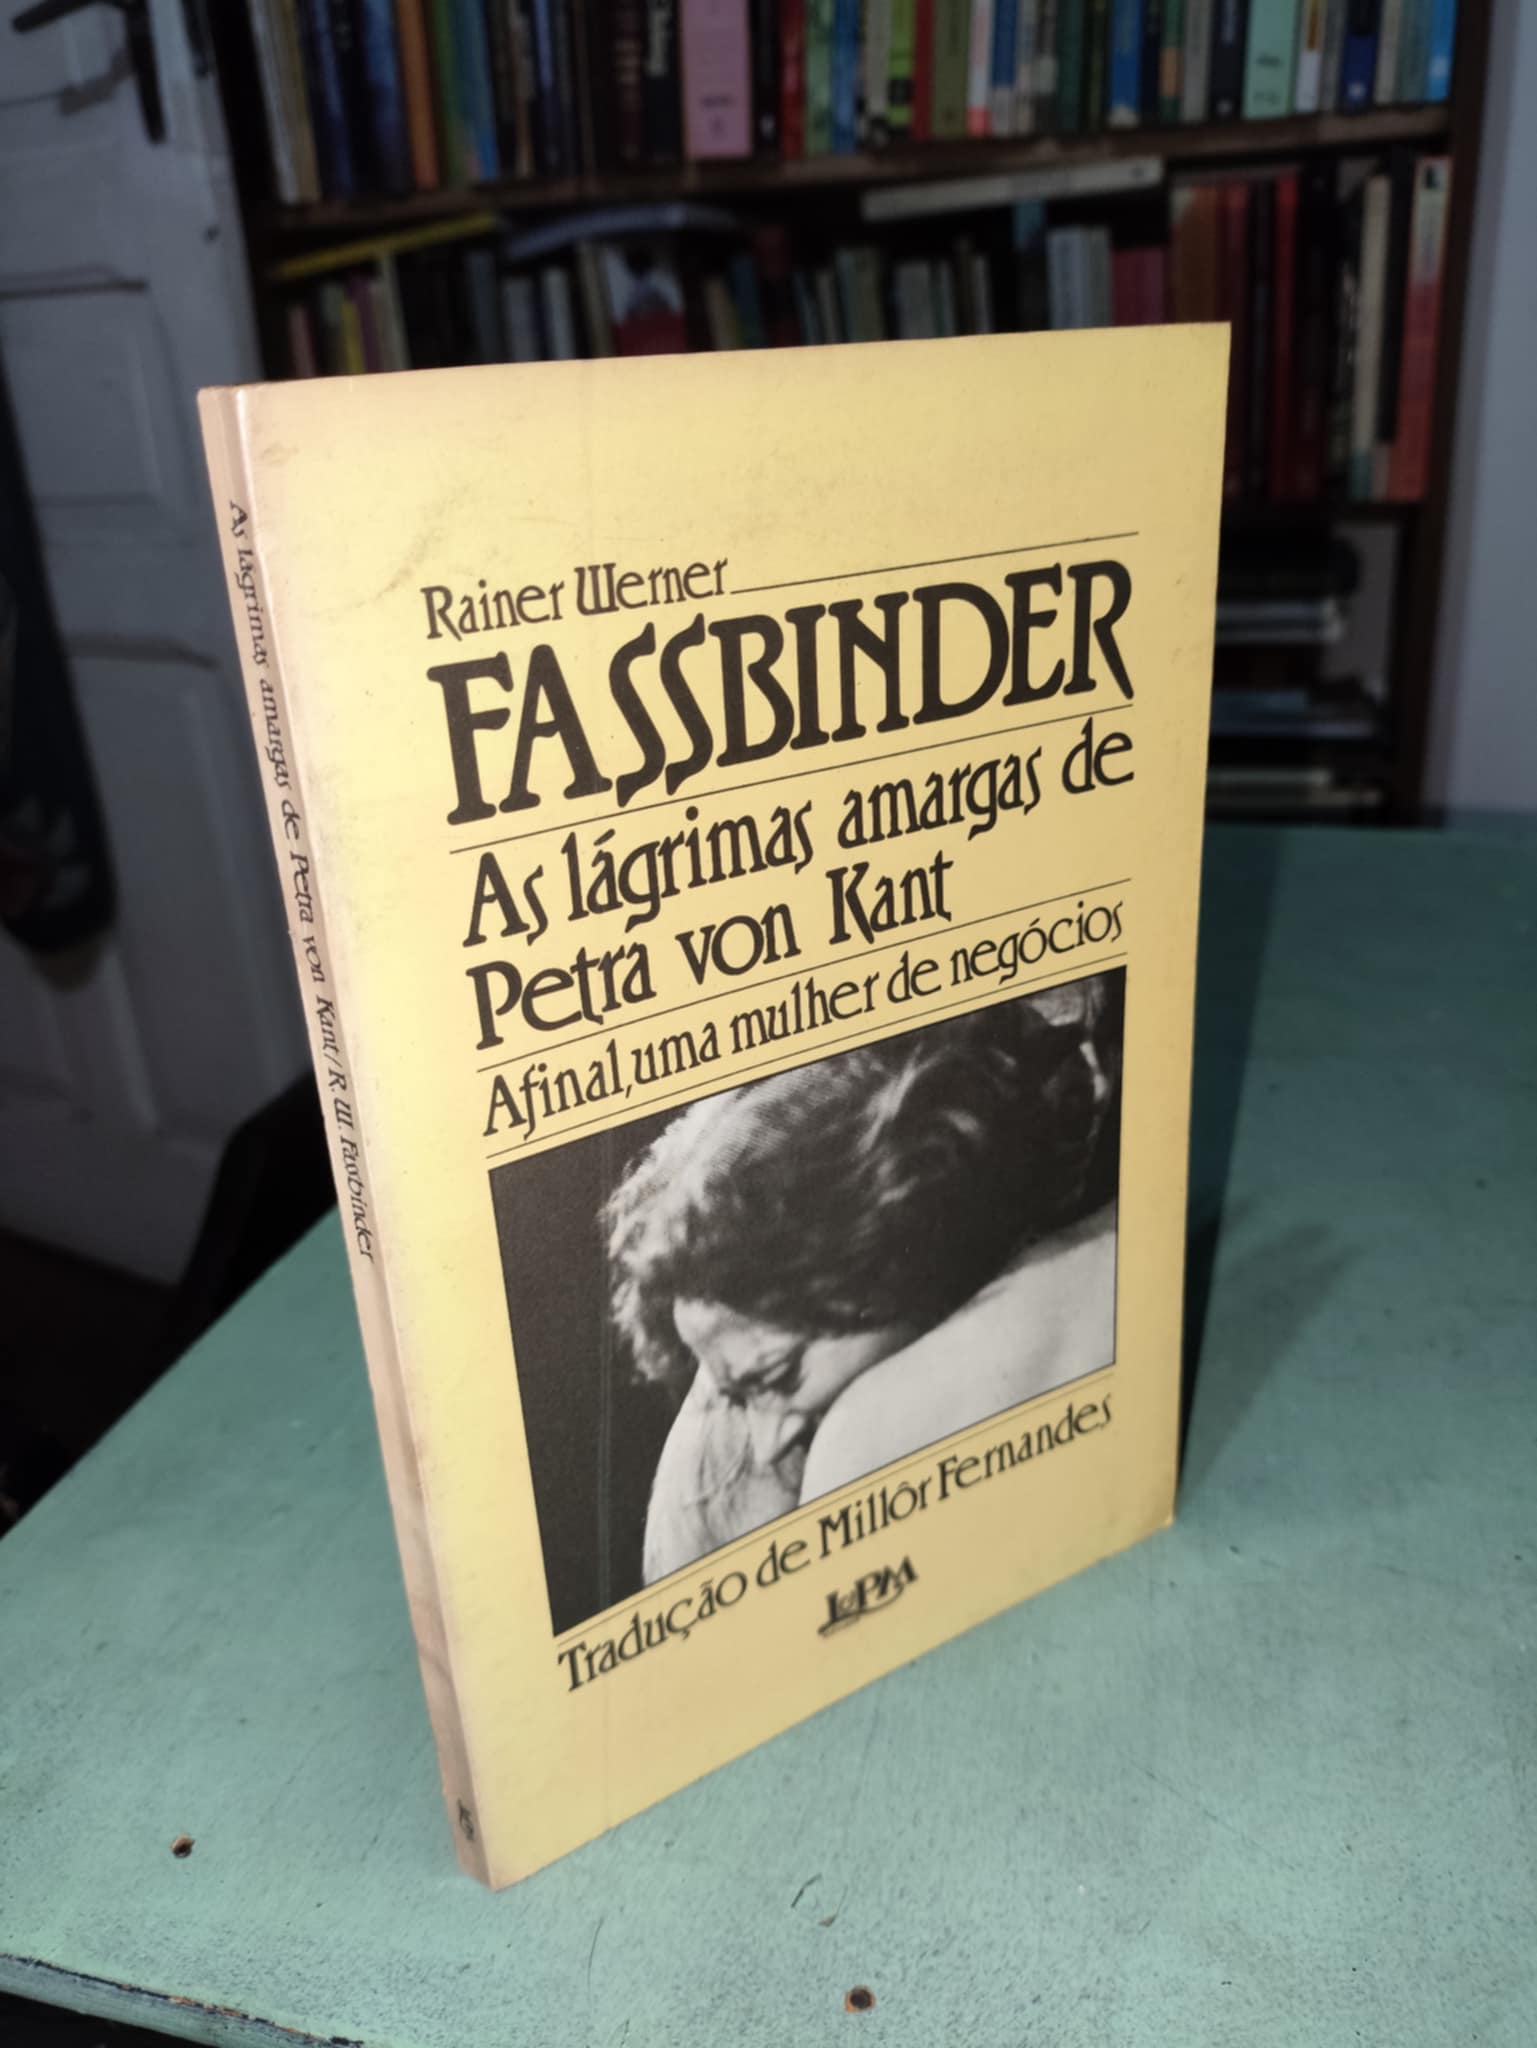 Rainer Werner
FASSBINDER
As lágrimas amargas de
Petra von Kant
Afinal, uma mulher de negócios
Tradução de Millôr Fernandes
L&PM
As lágrimas amargas de Petra von Kant / R. W. Fassbinder